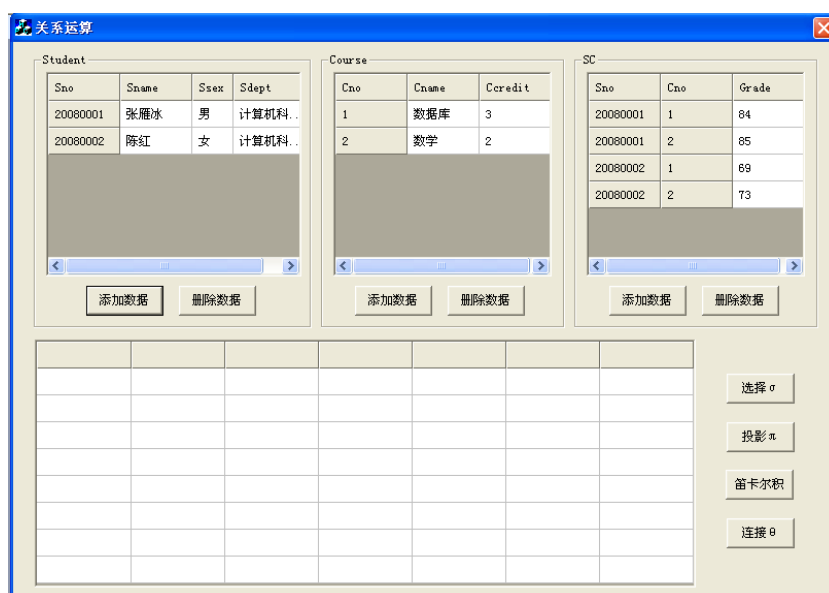 关系运算
Student
Sno Sname Ssex Sdept
20080001 张雁冰 男 计算机科..
20080002 陈红 女 计算机科..
添加数据 删除数据
Course
Cno Cname Ccredit
1 数据库 3
2 数学 2
添加数据 删除数据
SC
Sno Cno Grade
20080001 1 84
20080001 2 85
20080002 1 69
20080002 2 73
添加数据 删除数据
选择σ
投影π
笛卡尔积
连接θ